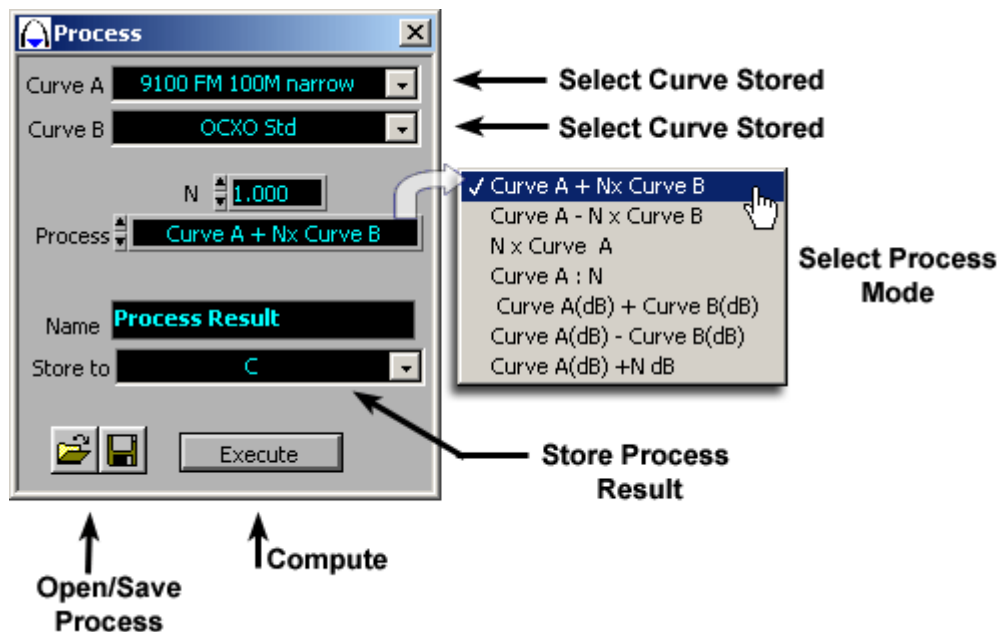 Process
Curve A 9100 FM 100M narrow
Select Curve Stored
Curve B OCXO Std
Select Curve Stored
N 1.000
Process Curve A + Nx Curve B
Curve A + Nx Curve B
Curve A - N x Curve B
N x Curve A
Curve A : N
Curve A(dB) + Curve B(dB)
Curve A(dB) - Curve B(dB)
Curve A(dB) +N dB
Select Process
Mode
Name Process Result
Store to C
Execute
Store Process
Result
Compute
Open/Save
Process